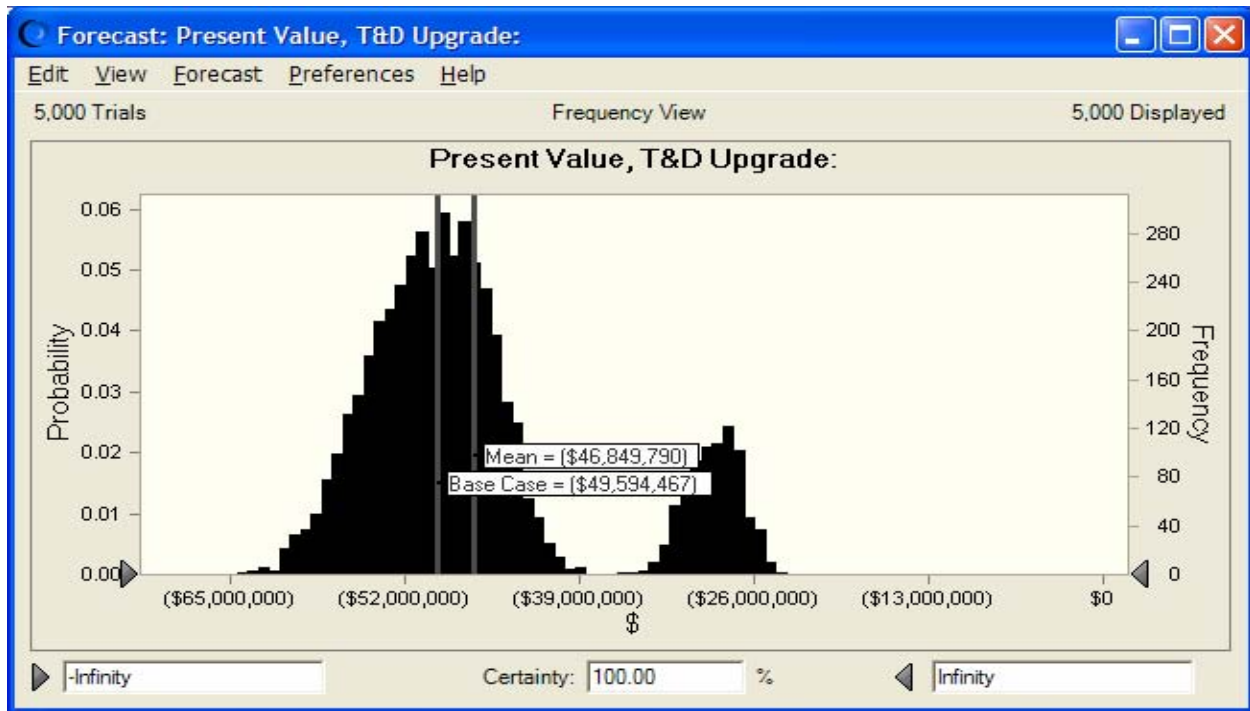 Forecast: Present Value, T&D Upgrade:
Edit View Forecast Preferences Help
5,000 Trials Frequency View 5,000 Displayed
Present Value, T&D Upgrade:
Probability
0.06
0.05
0.04
0.03
0.02
0.01
0.00
Mean = ($46,849,790)
Base Case = ($49,594,467)
280
240
200
160
120
80
40
0
Frequency
($65,000,000) ($52,000,000) ($39,000,000) ($26,000,000) ($13,000,000) $0
$
-Infinity Certainty: 100.00 % Infinity